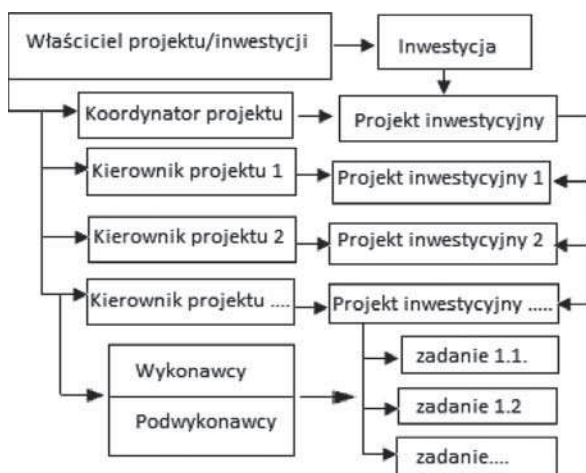 Właściciel projektu/inwestycji
Inwestycja
Koordynator projektu
Projekt inwestycyjny
Kierownik projektu 1
Projekt inwestycyjny 1
Kierownik projektu 2
Projekt inwestycyjny 2
Kierownik projektu ....
Projekt inwestycyjny .....
Wykonawcy
Podwykonawcy
zadanie 1.1.
zadanie 1.2
zadanie....